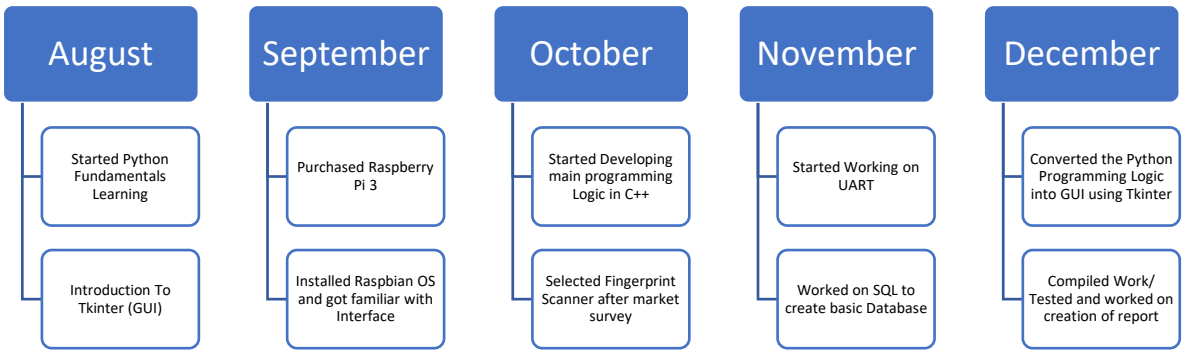 August
Started Python
Fundamentals
Learning
Introduction To
Tkinter (GUI)
September
Purchased Raspberry
Pi 3
Installed Raspbian OS
and got familiar with
Interface
October
Started Developing
main programming
Logic in C++
Selected Fingerprint
Scanner after market
survey
November
Started Working on
UART
Worked on SQL to
create basic Database
December
Converted the Python
Programming Logic
into GUI using Tkinter
Compiled Work/
Tested and worked on
creation of report